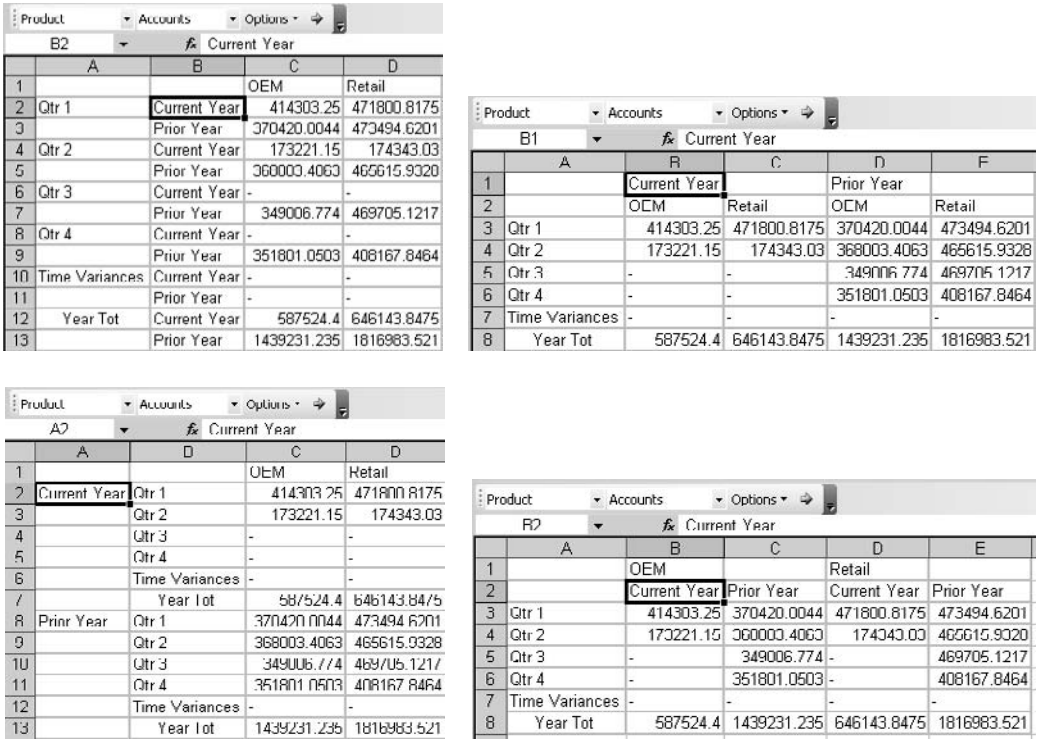 Product Accounts Options
B2 fx Current Year
A B C D
1 OEM Retail
2 Qtr 1 Current Year 414303.25 471800.8175
3 Prior Year 370420.0044 473494.6201
4 Qtr 2 Current Year 173221.15 174343.03
5 Prior Year 368003.4063 465615.9328
6 Qtr 3 Current Year - -
7 Prior Year 349006.774 469705.1217
8 Qtr 4 Current Year - -
9 Prior Year 351801.0503 408167.8464
10 Time Variances Current Year - -
11 Prior Year - -
12 Year Tot Current Year 587524.4 646143.8475
13 Prior Year 1439231.235 1816983.521
Product Accounts Options
B1 fx Current Year
A B C D E
1 Current Year Prior Year
2 OEM Retail OEM Retail
3 Qtr 1 414303.25 471800.8175 370420.0044 473494.6201
4 Qtr 2 173221.15 174343.03 368003.4063 465615.9328
5 Qtr 3 - - 349006.774 469705.1217
6 Qtr 4 - - 351801.0503 408167.8464
7 Time Variances - - - -
8 Year Tot 587524.4 646143.8475 1439231.235 1816983.521
Product Accounts Options
A2 fx Current Year
A B C D
1 OEM Retail
2 Current Year Qtr 1 414303.25 471800.8175
3 Qtr 2 173221.15 174343.03
4 Qtr 3 - -
5 Qtr 4 - -
6 Time Variances - -
7 Year Tot 587524.4 646143.8475
8 Prior Year Qtr 1 370420.0044 473494.6201
9 Qtr 2 368003.4063 465615.9328
10 Qtr 3 349006.774 469705.1217
11 Qtr 4 351801.0503 408167.8464
12 Time Variances - -
13 Year Tot 1439231.235 1816983.521
Product Accounts Options
B2 fx Current Year
A B C D E
1 OEM Retail
2 Current Year Prior Year Current Year Prior Year
3 Qtr 1 414303.25 370420.0044 471800.8175 473494.6201
4 Qtr 2 173221.15 368003.4063 174343.03 465615.9328
5 Qtr 3 - 349006.774 - 469705.1217
6 Qtr 4 - 351801.0503 - 408167.8464
7 Time Variances - - - -
8 Year Tot 587524.4 1439231.235 646143.8475 1816983.521